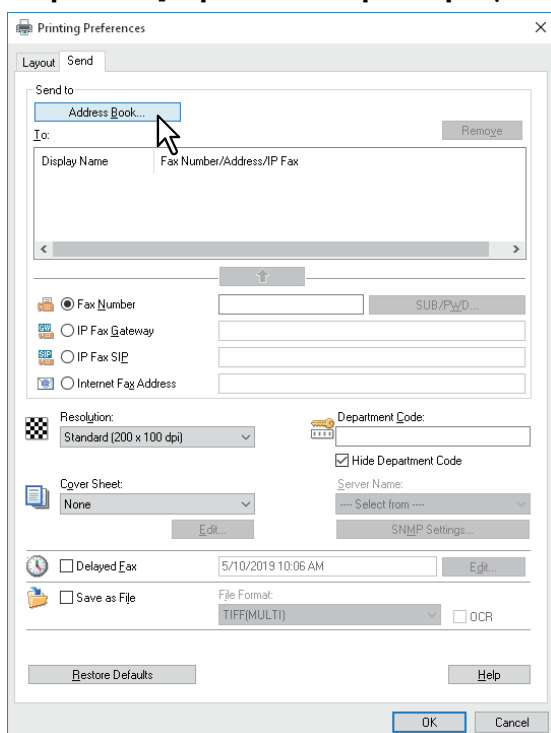 Printing Preferences
Layout Send
Send to
Address Book...
To:
Remove
Display Name Fax Number/Address/IP Fax
Fax Number
SUB/PWD...
IP Fax Gateway
IP Fax SIP
Internet Fax Address
Resolution:
Standard (200 x 100 dpi)
Department Code:
Hide Department Code
Cover Sheet:
None
Server Name:
---- Select from ----
Edit...
SNMP Settings...
Delayed Fax
5/10/2019 10:06 AM
Edit...
Save as File
File Format:
TIFF(MULTI)
OCR
Restore Defaults
Help
OK Cancel